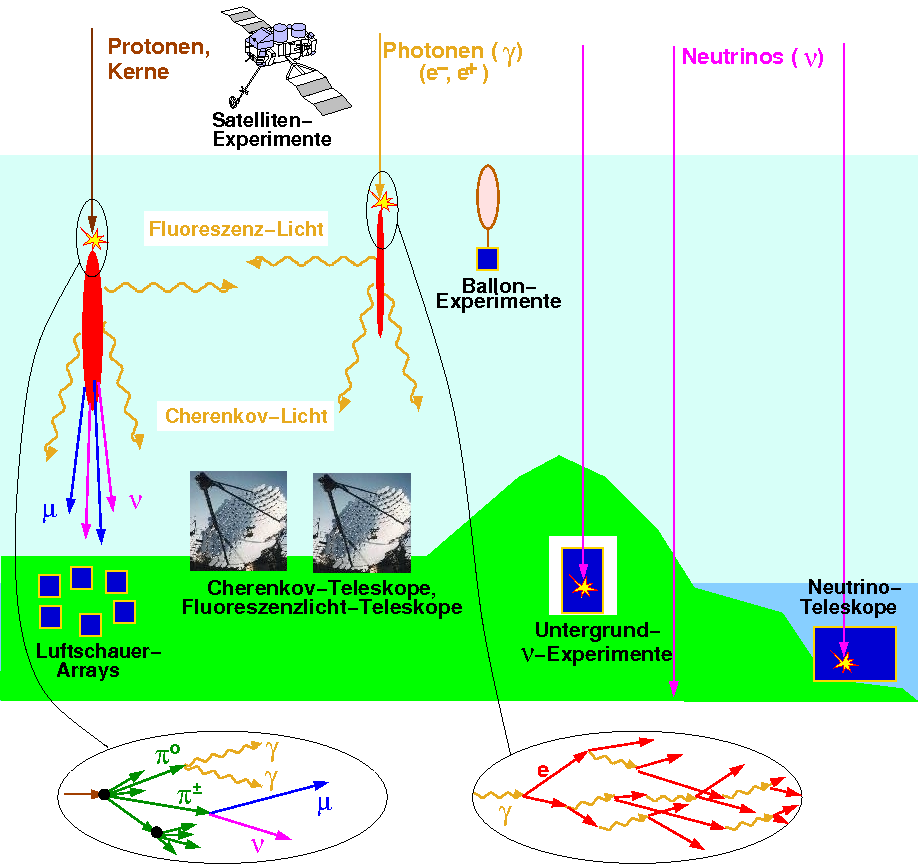 Protonen,
Kerne
Satelliten-
Experimente
Photonen ( γ )
(e⁻, e⁺ )
Neutrinos ( ν )
Fluoreszenz-Licht
Ballon-
Experimente
Cherenkov-Licht
μ
ν
Cherenkov-Teleskope,
Fluoreszenzlicht-Teleskope
Luftschauer-
Arrays
Untergrund-
ν-Experimente
Neutrino-
Teleskope
π⁰
γ
γ
π±
μ
ν
e
γ